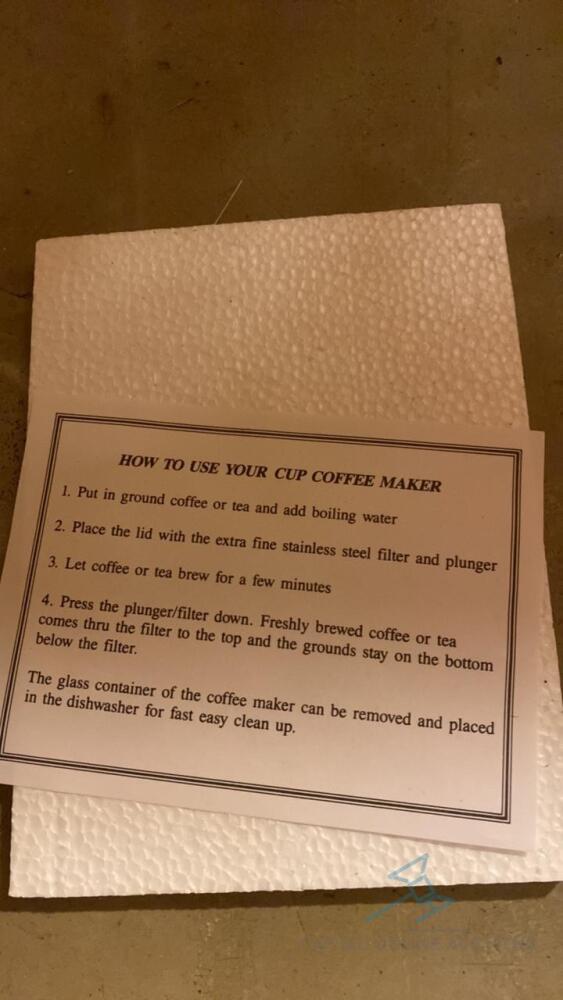 HOW TO USE YOUR CUP COFFEE MAKER
1. Put in ground coffee or tea and add boiling water
2. Place the lid with the extra fine stainless steel filter and plunger
3. Let coffee or tea brew for a few minutes
4. Press the plunger/filter down. Freshly brewed coffee or tea
comes thru the filter to the top and the grounds stay on the bottom
below the filter.
The glass container of the coffee maker can be removed and placed
in the dishwasher for fast easy clean up.